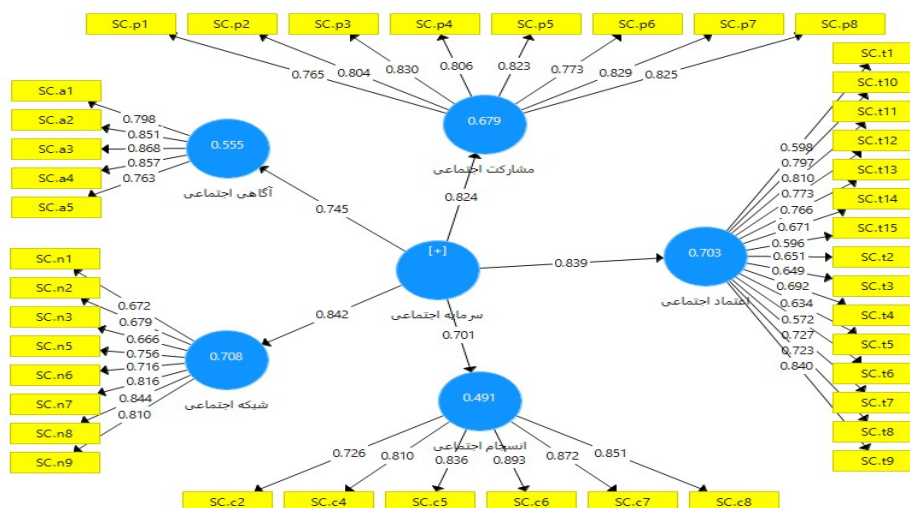 SC.p1 SC.p2 SC.p3 SC.p4 SC.p5 SC.p6 SC.p7 SC.p8
0.765 0.804 0.830 0.806 0.823 0.773 0.829 0.825
0.679
مشارکت اجتماعی
0.824
SC.a1
SC.a2
SC.a3
SC.a4
SC.a5
0.798
0.851
0.868
0.857
0.763
0.555
آگاهی اجتماعی
0.745
SC.t1
SC.t10
SC.t11
SC.t12
SC.t13
SC.t14
SC.t15
SC.t2
SC.t3
SC.t4
SC.t5
SC.t6
SC.t7
SC.t8
SC.t9
0.598
0.797
0.810
0.773
0.766
0.671
0.596
0.651
0.649
0.692
0.634
0.572
0.727
0.723
0.840
0.703
اعتماد اجتماعی
0.839
[+]
سرمایه اجتماعی
SC.n1
SC.n2
SC.n3
SC.n5
SC.n6
SC.n7
SC.n8
SC.n9
0.672
0.679
0.666
0.756
0.716
0.816
0.844
0.810
0.708
شبکه اجتماعی
0.842
0.701
0.491
انسجام اجتماعی
0.726 0.810 0.836 0.893 0.872 0.851
SC.c2 SC.c4 SC.c5 SC.c6 SC.c7 SC.c8